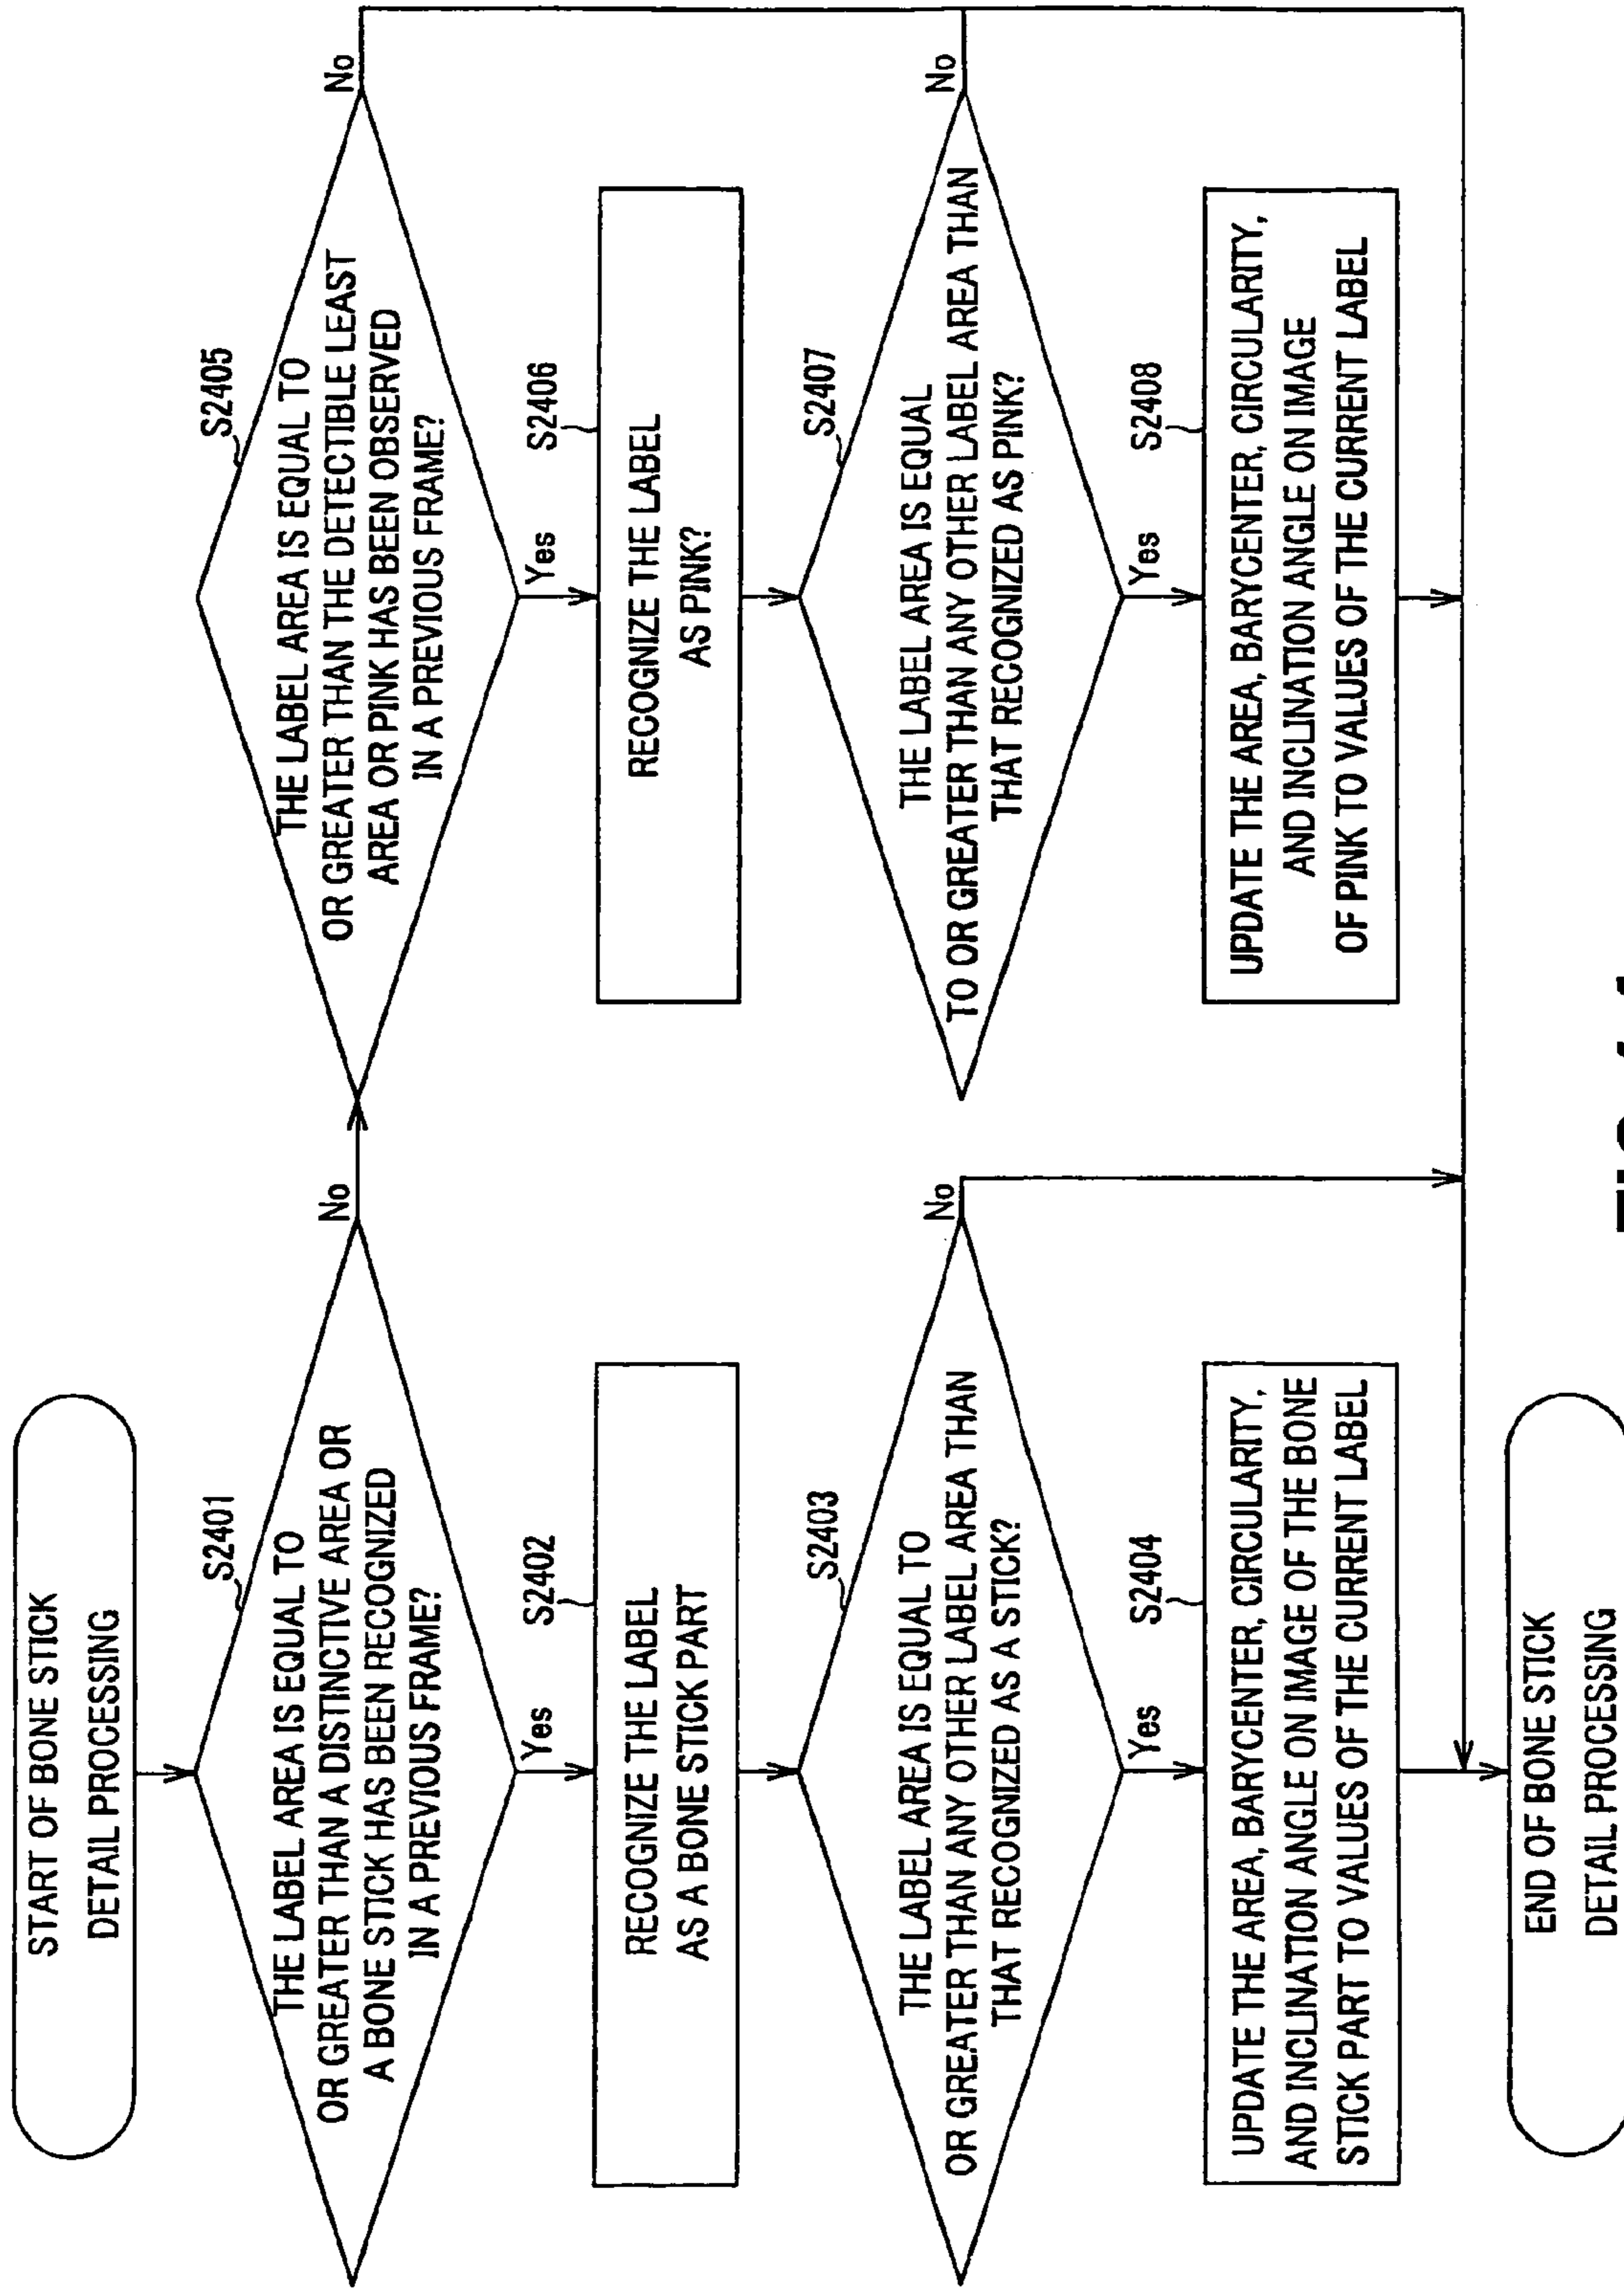 START OF BONE STICK
DETAIL PROCESSING
S2401
THE LABEL AREA IS EQUAL TO
OR GREATER THAN A DISTINCTIVE AREA OR
A BONE STICK HAS BEEN RECOGNIZED
IN A PREVIOUS FRAME?
No
Yes
S2402
RECOGNIZE THE LABEL
AS A BONE STICK PART
S2403
THE LABEL AREA IS EQUAL TO
OR GREATER THAN ANY OTHER LABEL AREA THAN
THAT RECOGNIZED AS A STICK?
No
Yes
S2404
UPDATE THE AREA, BARYCENTER, CIRCULARITY,
AND INCLINATION ANGLE ON IMAGE OF THE BONE
STICK PART TO VALUES OF THE CURRENT LABEL
END OF BONE STICK
DETAIL PROCESSING
S2405
THE LABEL AREA IS EQUAL TO
OR GREATER THAN THE DETECTIBLE LEAST
AREA OR PINK HAS BEEN OBSERVED
IN A PREVIOUS FRAME?
No
Yes
S2406
RECOGNIZE THE LABEL
AS PINK?
S2407
THE LABEL AREA IS EQUAL
TO OR GREATER THAN ANY OTHER LABEL AREA THAN
THAT RECOGNIZED AS PINK?
No
Yes
S2408
UPDATE THE AREA, BARYCENTER, CIRCULARITY,
AND INCLINATION ANGLE ON IMAGE
OF PINK TO VALUES OF THE CURRENT LABEL